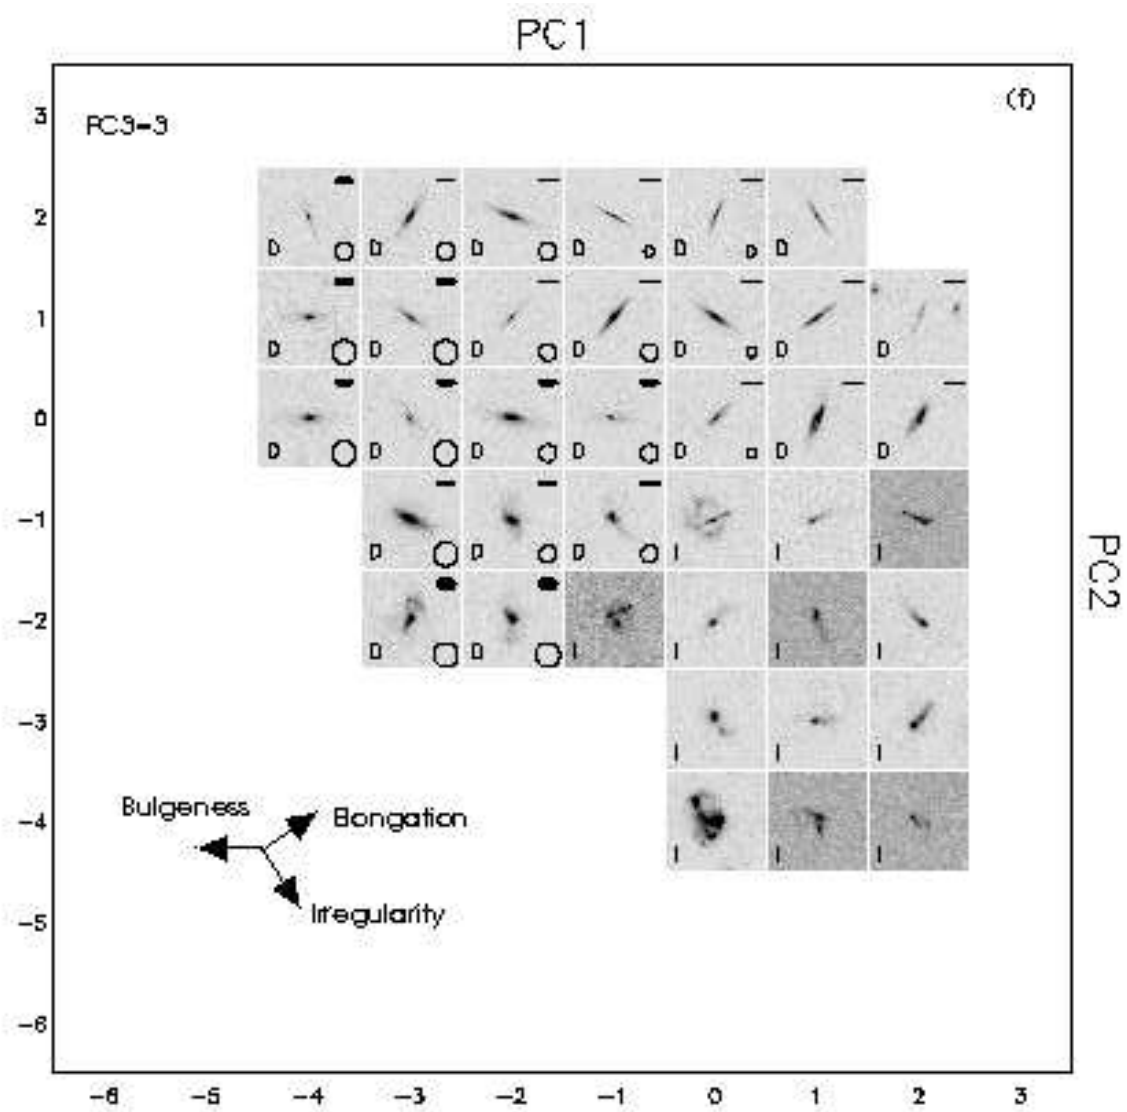 PC1
(f)
PC3-3
3
2
D D D D D D
1
D D D D D D D
0
D D D D D D D
-1
D D D I I I
-2
D D I I I I
-3
I I I
-4
I I I
Bulgeness
Elongation
Irregularity
-5
-6
PC2
-6 -5 -4 -3 -2 -1 0 1 2 3